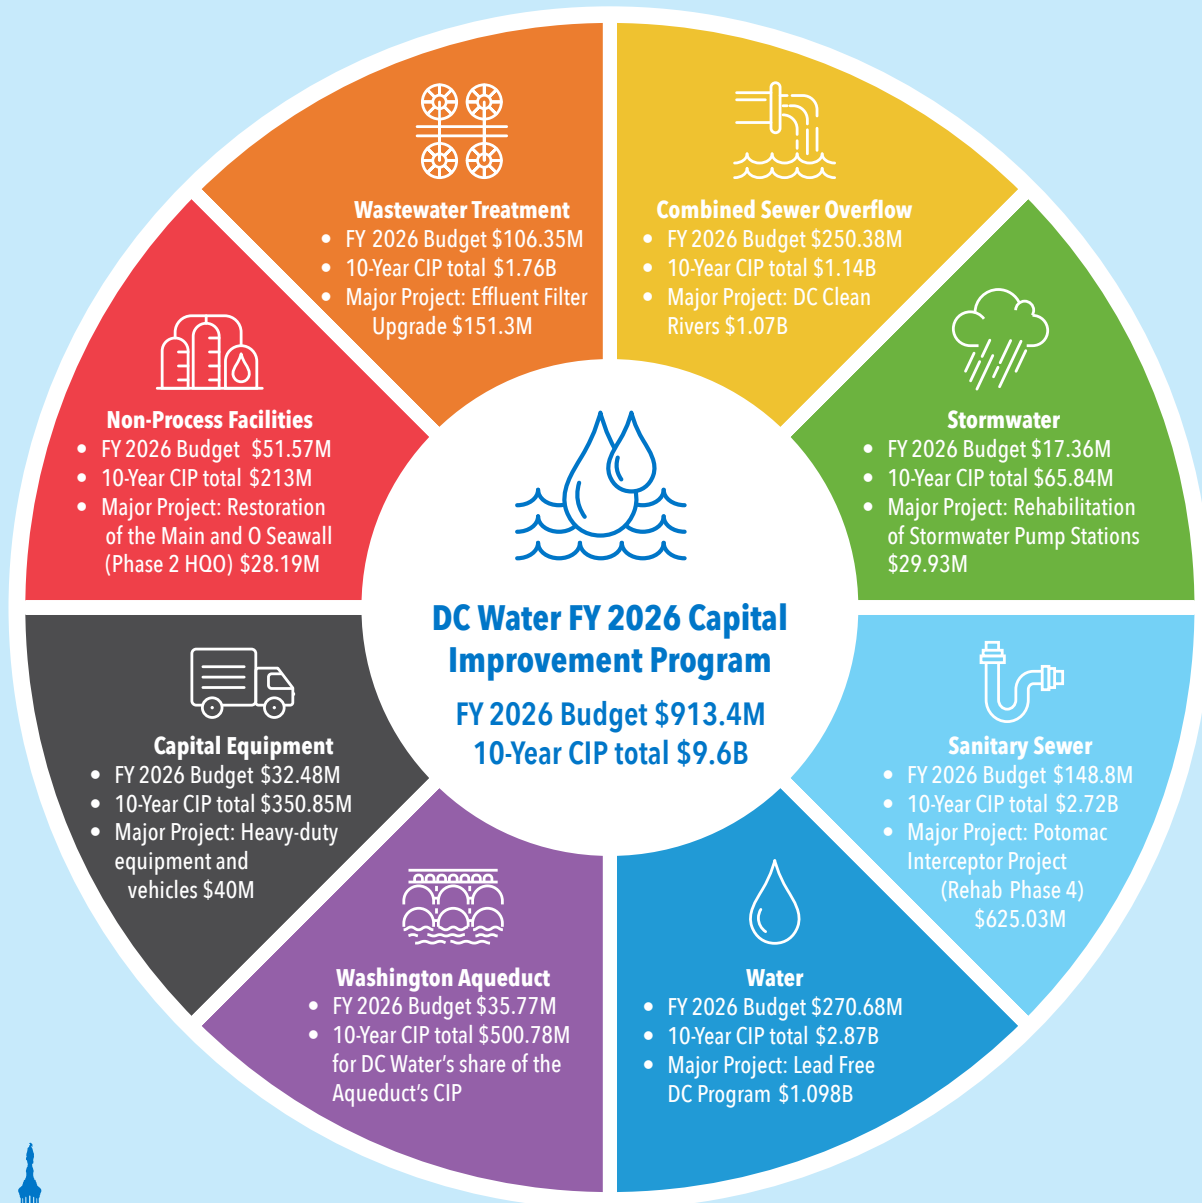 Wastewater Treatment
• FY 2026 Budget $106.35M
• 10-Year CIP total $1.76B
• Major Project: Effluent Filter
Upgrade $151.3M
Combined Sewer Overflow
• FY 2026 Budget $250.38M
• 10-Year CIP total $1.14B
• Major Project: DC Clean
Rivers $1.07B
Non-Process Facilities
• FY 2026 Budget $51.57M
• 10-Year CIP total $213M
• Major Project: Restoration
of the Main and O Seawall
(Phase 2 HQO) $28.19M
Stormwater
• FY 2026 Budget $17.36M
• 10-Year CIP total $65.84M
• Major Project: Rehabilitation
of Stormwater Pump Stations
$29.93M
DC Water FY 2026 Capital
Improvement Program
FY 2026 Budget $913.4M
10-Year CIP total $9.6B
Capital Equipment
• FY 2026 Budget $32.48M
• 10-Year CIP total $350.85M
• Major Project: Heavy-duty
equipment and
vehicles $40M
Sanitary Sewer
• FY 2026 Budget $148.8M
• 10-Year CIP total $2.72B
• Major Project: Potomac
Interceptor Project
(Rehab Phase 4)
$625.03M
Washington Aqueduct
• FY 2026 Budget $35.77M
• 10-Year CIP total $500.78M
for DC Water’s share of the
Aqueduct’s CIP
Water
• FY 2026 Budget $270.68M
• 10-Year CIP total $2.87B
• Major Project: Lead Free
DC Program $1.098B